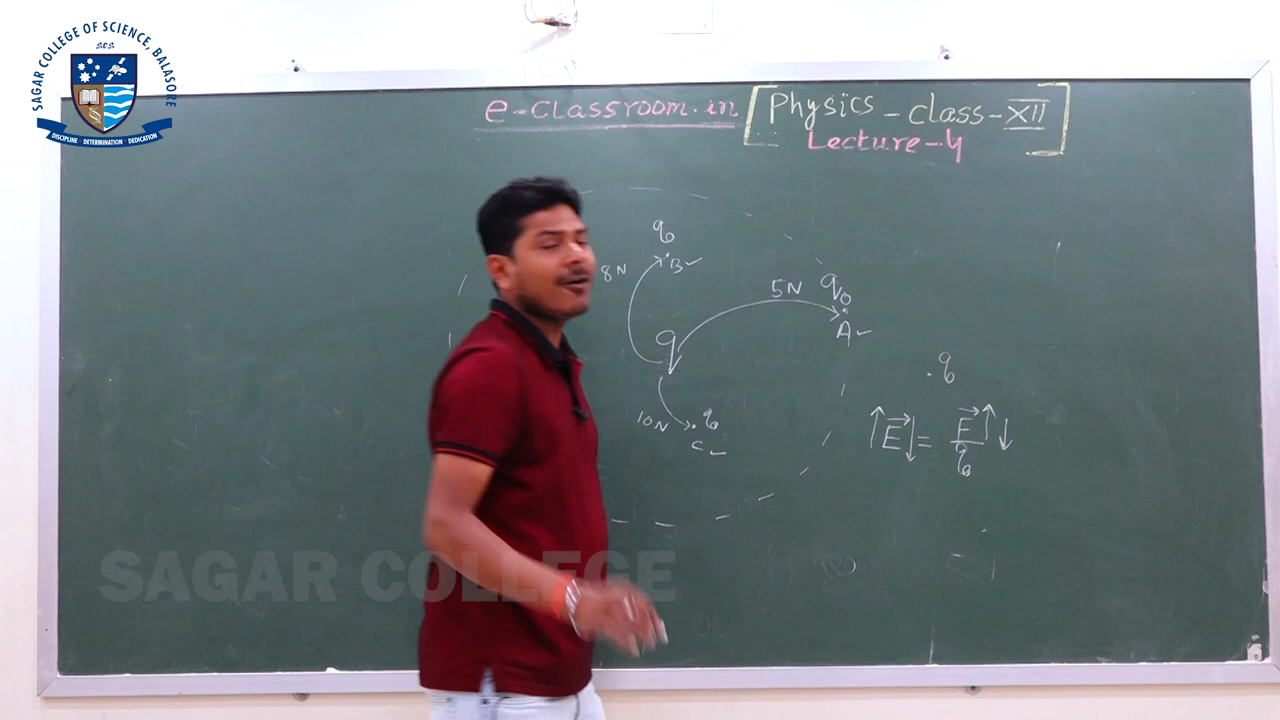 SAGAR COLLEGE OF SCIENCE, BALASORE
SCS
DISCIPLINE · DETERMINATION · DEDICATION
e-classroom.in [Physics - class - XII]
Lecture-4
q₀
8N B✓
5N q₀
A✓
q
10N q₀
C✓
.q₀
↑E⃗↓ = F⃗↑↓
q₀
SAGAR COLLEGE